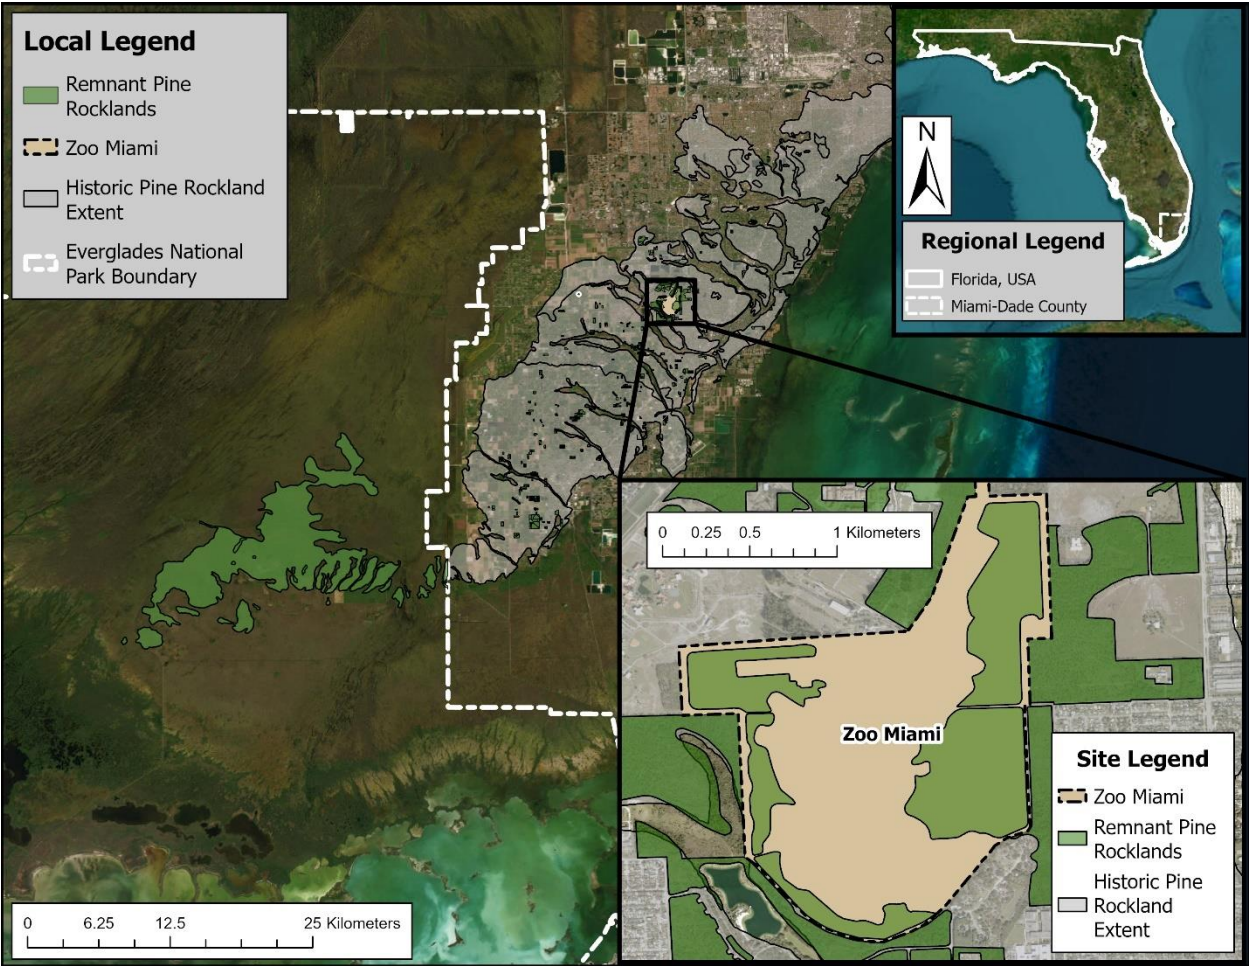 Local Legend
Remnant Pine
Rocklands
Zoo Miami
Historic Pine Rockland
Extent
Everglades National
Park Boundary
N
Regional Legend
Florida, USA
Miami-Dade County
0 0.25 0.5 1 Kilometers
Zoo Miami
Site Legend
Zoo Miami
Remnant Pine
Rocklands
Historic Pine
Rockland
Extent
0 6.25 12.5 25 Kilometers